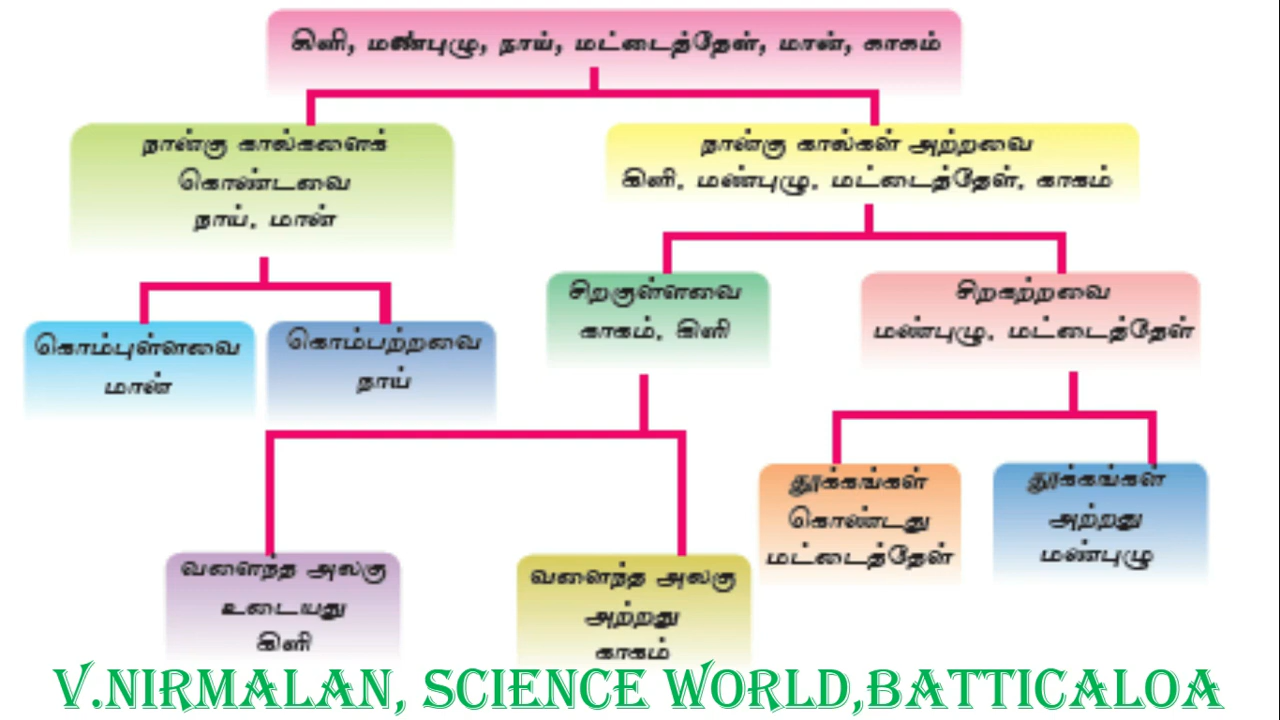 கிளி, மண்புழு, நாய், மட்டைத்தேள், மான், காகம்
நான்கு கால்களைக்
கொண்டவை
நாய், மான்
நான்கு கால்கள் அற்றவை
கிளி, மண்புழு, மட்டைத்தேள், காகம்
கொம்புள்ளவை
மான்
கொம்பற்றவை
நாய்
சிறகுள்ளவை
காகம், கிளி
சிறகற்றவை
மண்புழு, மட்டைத்தேள்
வளைந்த அலகு
உடையது
கிளி
வளைந்த அலகு
அற்றது
காகம்
தூக்கங்கள்
கொண்டது
மட்டைத்தேள்
தூக்கங்கள்
அற்றது
மண்புழு
V.NIRMALAN, SCIENCE WORLD,BATTICALOA